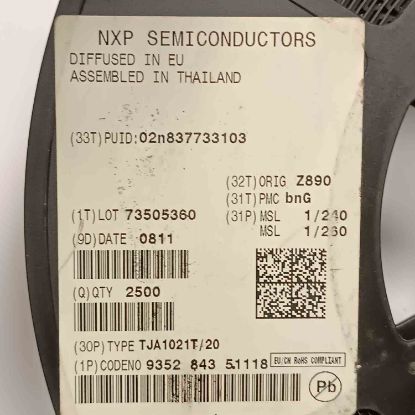 NXP SEMICONDUCTORS
DIFFUSED IN EU
ASSEMBLED IN THAILAND
(33T) PUID: 02n837733103
(32T) ORIG Z890
(31T) PMC bnG
(1T) LOT 73505360 (31P) MSL 1/240
MSL 1/260
(9D) DATE 0811
(Q) QTY 2500
(30P) TYPE TJA1021T/20
(1P) CODENO 9352 843 51118 EU/CN RoHS COMPLIANT
Pb